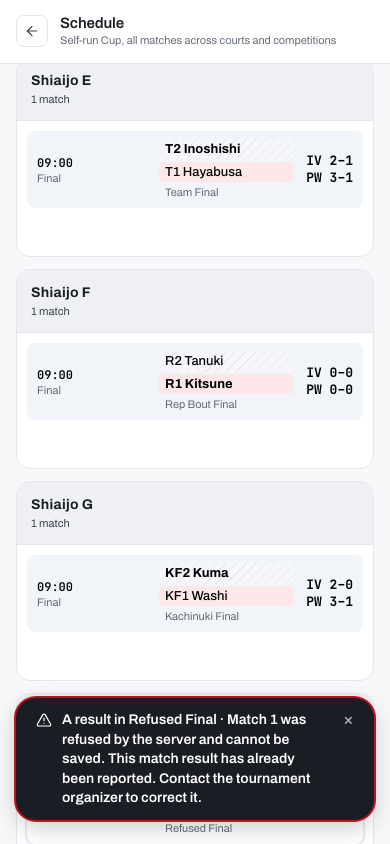 Schedule
Self-run Cup, all matches across courts and competitions
Shiaijo E
1 match
09:00
Final
T2 Inoshishi
T1 Hayabusa
Team Final
IV 2–1
PW 3–1
Shiaijo F
1 match
09:00
Final
R2 Tanuki
R1 Kitsune
Rep Bout Final
IV 0–0
PW 0–0
Shiaijo G
1 match
09:00
Final
KF2 Kuma
KF1 Washi
Kachinuki Final
IV 2–0
PW 3–1
A result in Refused Final · Match 1 was
refused by the server and cannot be
saved. This match result has already
been reported. Contact the tournament
organizer to correct it.
Refused Final